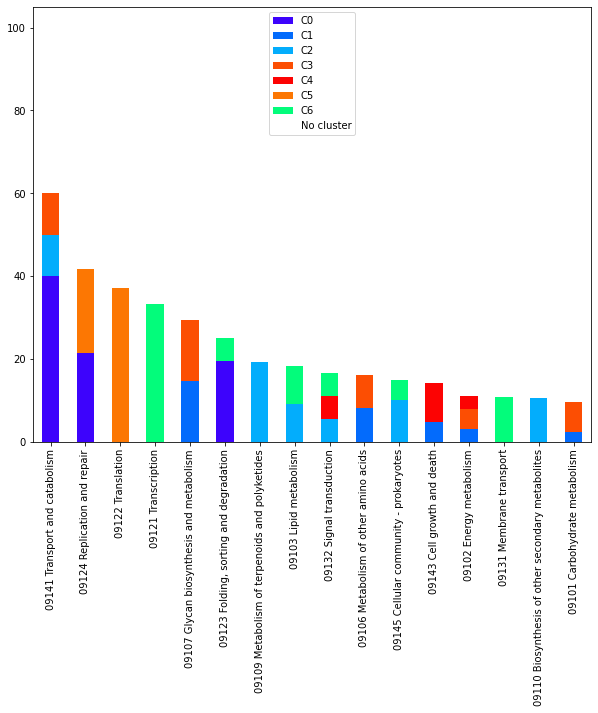 C0
C1
C2
C3
C4
C5
C6
No cluster
100
80
60
40
20
0
09141 Transport and catabolism
09124 Replication and repair
09122 Translation
09121 Transcription
09107 Glycan biosynthesis and metabolism
09123 Folding, sorting and degradation
09109 Metabolism of terpenoids and polyketides
09103 Lipid metabolism
09132 Signal transduction
09106 Metabolism of other amino acids
09145 Cellular community - prokaryotes
09143 Cell growth and death
09102 Energy metabolism
09131 Membrane transport
09110 Biosynthesis of other secondary metabolites
09101 Carbohydrate metabolism